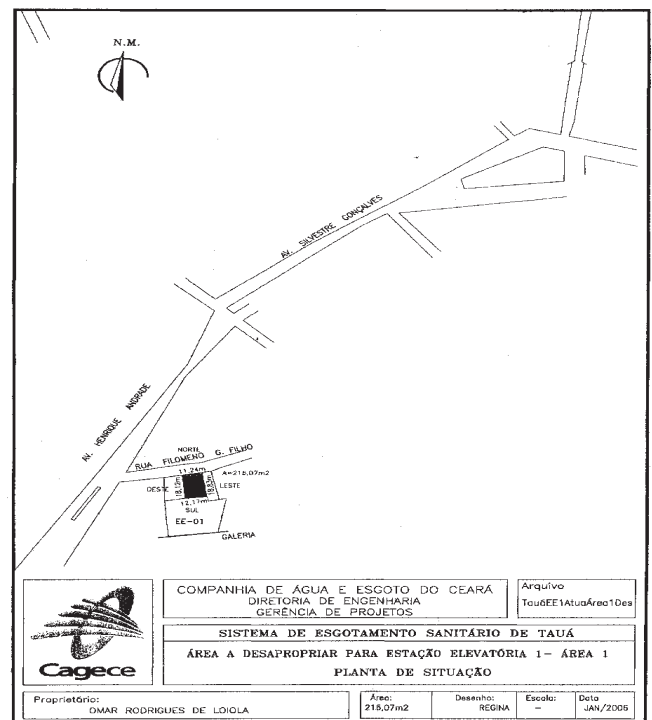 N.M.
AV. SILVESTRE GONÇALVES
AV. HENRIQUE ANDRADE
RUA FILOMENO G. FILHO
NORTE
11,24m
A=215,07m2
OESTE
18,12m
LESTE
12,17m
SUL
EE-01
GALERIA
Cagece
COMPANHIA DE ÁGUA E ESGOTO DO CEARÁ
DIRETORIA DE ENGENHARIA
GERÊNCIA DE PROJETOS
Arquivo
TauáEE1AtuaÁrea1Des
SISTEMA DE ESGOTAMENTO SANITÁRIO DE TAUÁ
ÁREA A DESAPROPRIAR PARA ESTAÇÃO ELEVATÓRIA 1- ÁREA 1
PLANTA DE SITUAÇÃO
Proprietário:
OMAR RODRIGUES DE LOIOLA
Área:
215,07m2
Desenho:
REGINA
Escala:
-
Data
JAN/2006